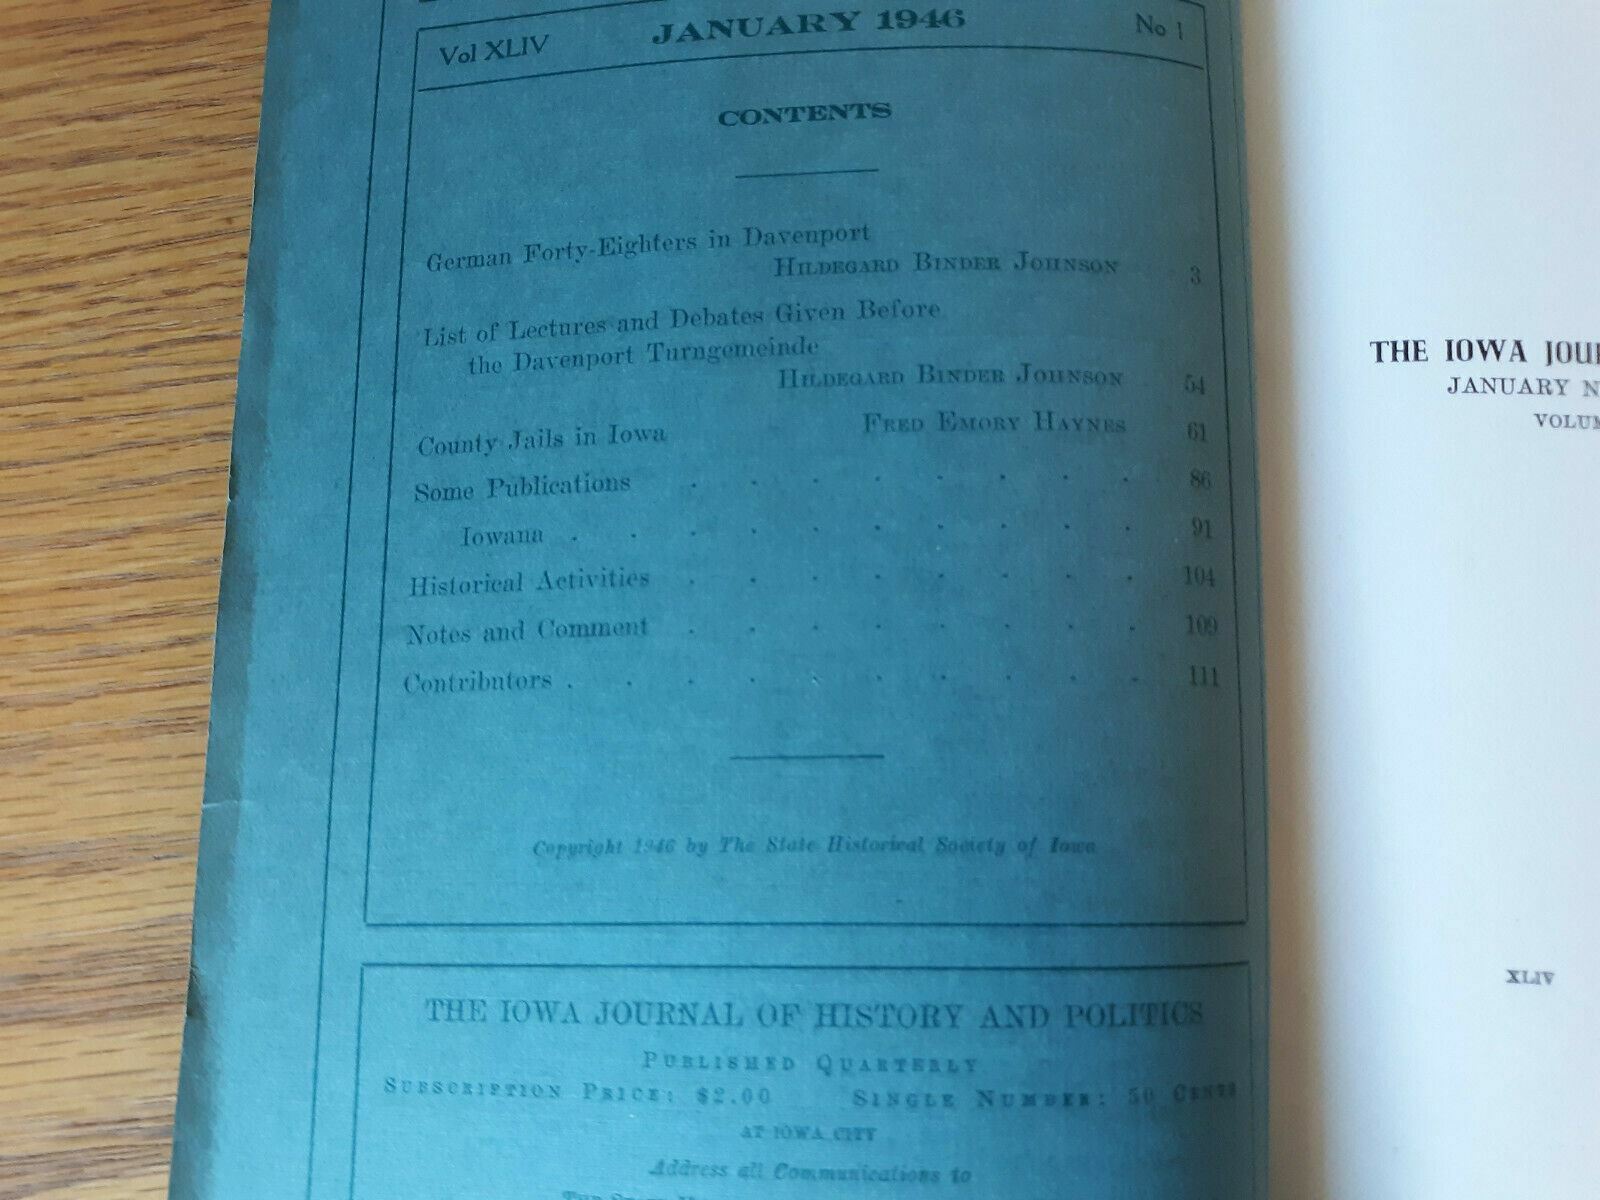 Vol XLIV JANUARY 1946 No 1
CONTENTS
German Forty-Eighters in Davenport
HILDEGARD BINDER JOHNSON 3
List of Lectures and Debates Given Before
the Davenport Turngemeinde
HILDEGARD BINDER JOHNSON 54
County Jails in Iowa FRED EMORY HAYNES 61
Some Publications . . . . . . . . 86
Iowana . . . . . . . . . . 91
Historical Activities . . . . . . . . 104
Notes and Comment . . . . . . . . 109
Contributors . . . . . . . . . . 111
Copyright 1946 by The State Historical Society of Iowa
THE IOWA JOURNAL OF HISTORY AND POLITICS
PUBLISHED QUARTERLY
SUBSCRIPTION PRICE: $2.00 SINGLE NUMBER: 50 CENTS
AT IOWA CITY
Address all Communications to
THE IOWA JOU
JANUARY N
VOLUM
XLIV